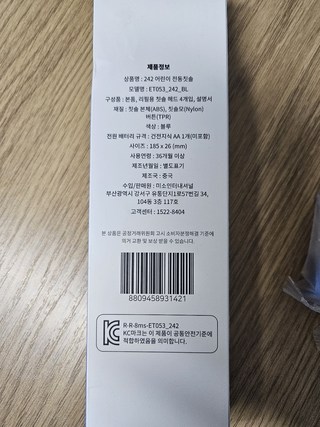 제품정보
상품명 : 242 어린이 전동칫솔
모델명 : ET053_242_BL
구성품 : 본품, 리필용 칫솔 헤드 4개입, 설명서
재질 : 칫솔 본체(ABS), 칫솔모(Nylon)
버튼(TPR)
색상 : 블루
전원 배터리 규격 : 건전지식 AA 1개(미포함)
사이즈 : 185 x 26 (mm)
사용연령 : 36개월 이상
제조년월일 : 별도표기
제조국 : 중국
수입/판매원 : 미소인터내셔널
부산광역시 강서구 유통단지1로57번길 34,
104동 3층 117호
고객센터 : 1522-8404
본 상품은 공정거래위원회 고시 소비자분쟁해결 기준에
의거 교환 및 보상 받을 수 있습니다.
8809458931421
R-R-8ms-ET053_242
KC마크는 이 제품이 공통안전기준에
적합하였음을 의미합니다.